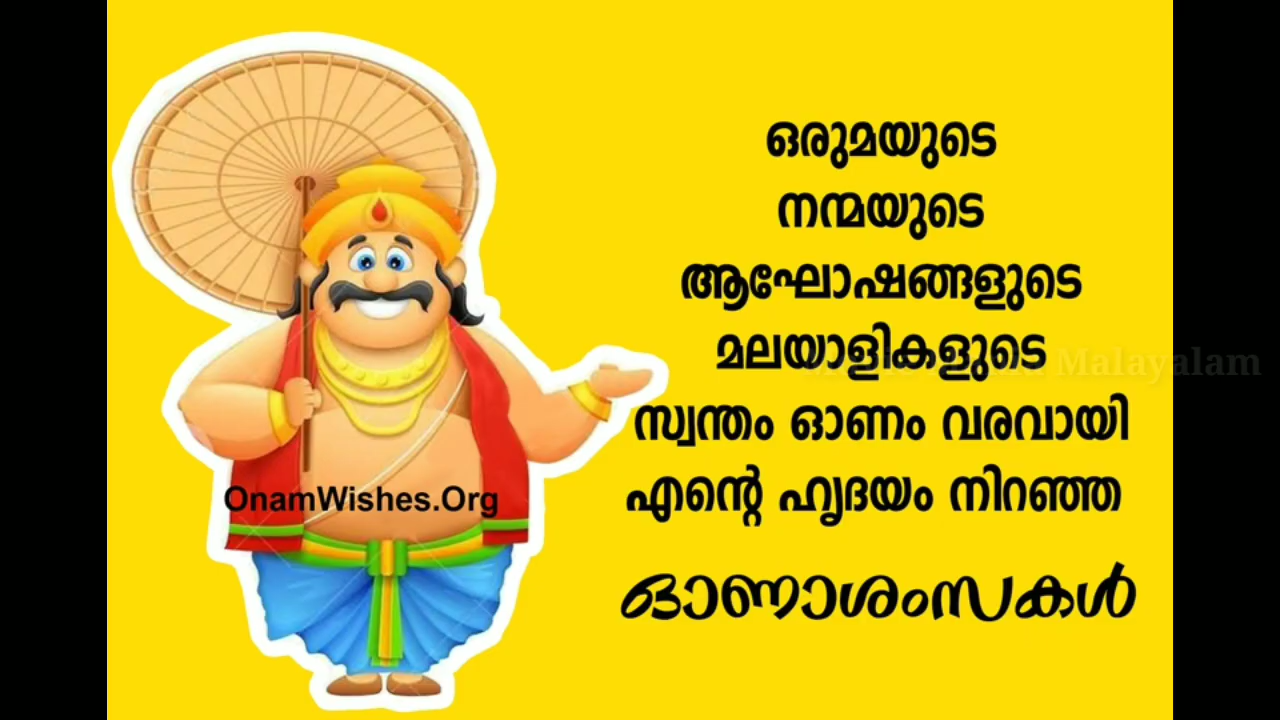 ഒരുമയുടെ
നന്മയുടെ
ആഘോഷങ്ങളുടെ
മലയാളികളുടെ
സ്വന്തം ഓണം വരവായി
എന്റെ ഹൃദയം നിറഞ്ഞ
ഓണാശംസകൾ
OnamWishes.Org
Malayalam